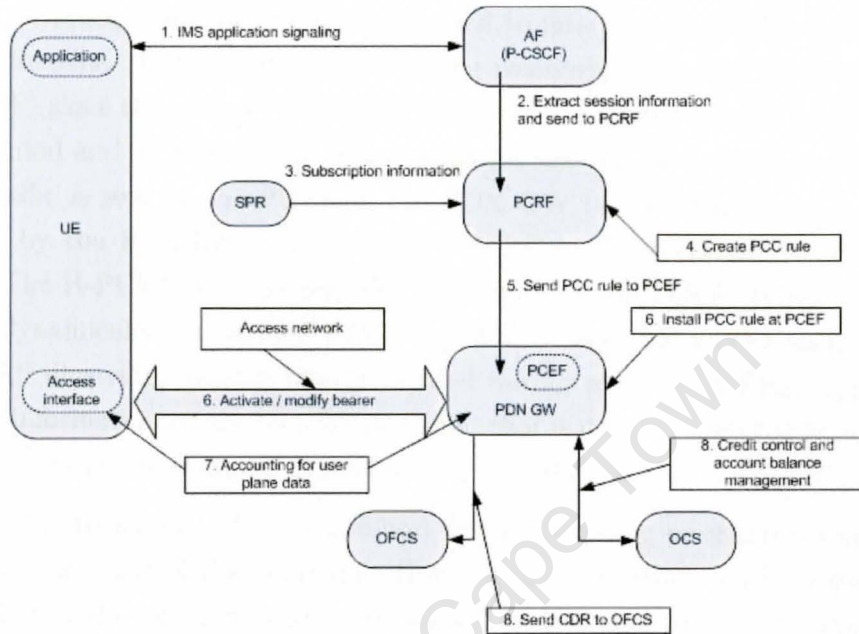 1. IMS application signaling
Application
AF
(P-CSCF)
2. Extract session information
and send to PCRF
3. Subscription information
SPR
PCRF
UE
4. Create PCC rule
5. Send PCC rule to PCEF
Access network
6. Install PCC rule at PCEF
PCEF
Access
interface
6. Activate / modify bearer
PDN GW
7. Accounting for user
plane data
8. Credit control and
account balance
management
OFCS
OCS
8. Send CDR to OFCS
Cape Town